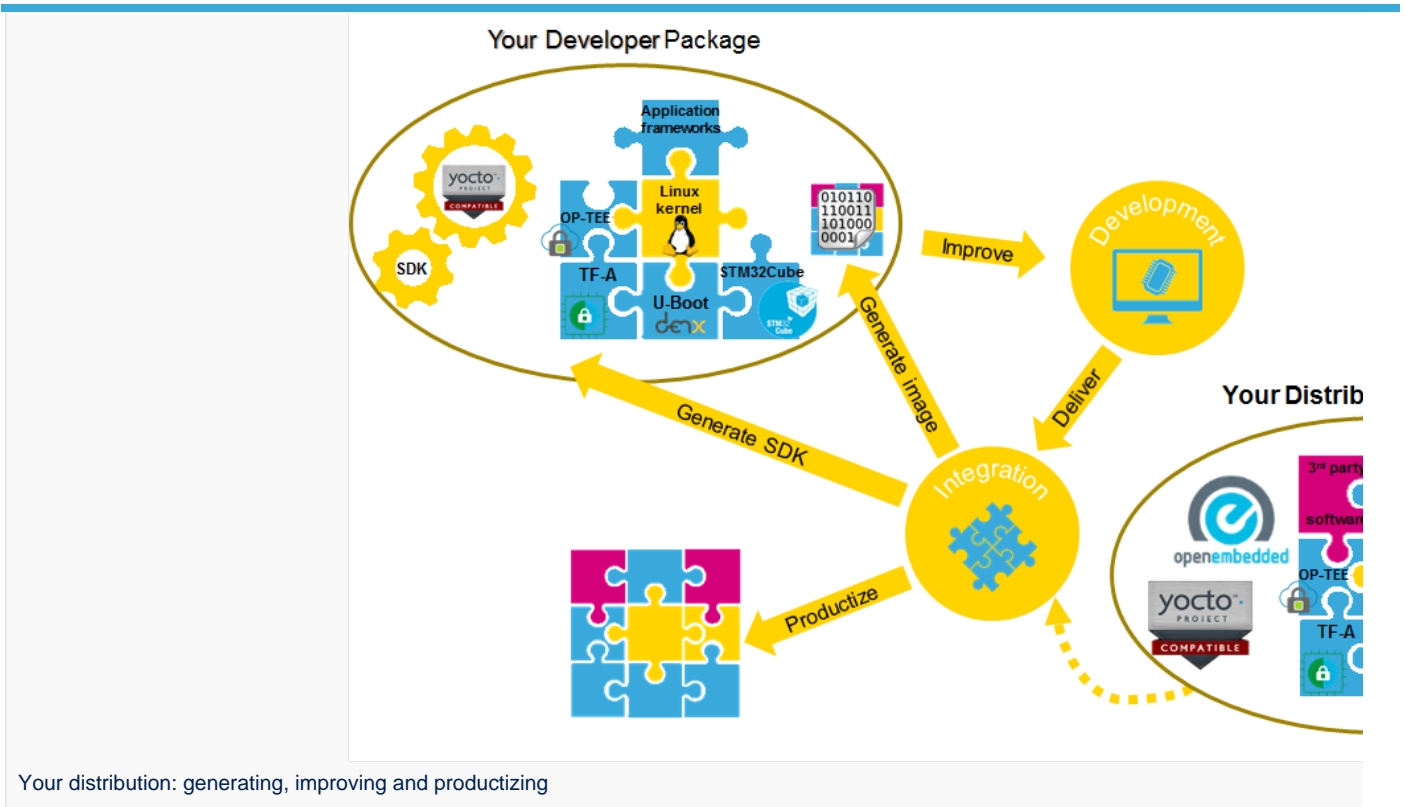 Your Developer Package
Application
frameworks
yocto
PROJECT
COMPATIBLE
Linux
kernel
OP-TEE
SDK
TF-A
STM32Cube
U-Boot
denx
STM32
Cube
010110
110011
101000
0001
Improve
Development
Generate image
Deliver
Generate SDK
Integration
Productize
Your Distrib
3rd party
software
openembedded
OP-TEE
yocto
PROJECT
COMPATIBLE
TF-A
Your distribution: generating, improving and productizing